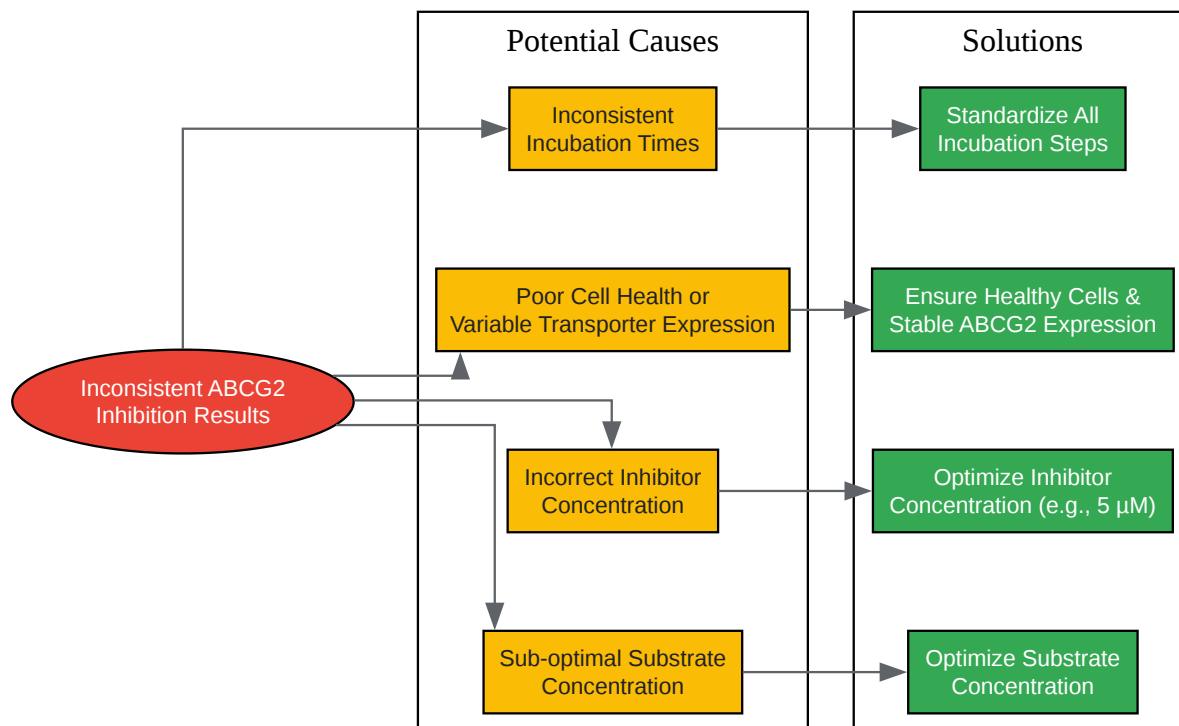 Potential Causes
Solutions
Inconsistent
Incubation Times
Standardize All
Incubation Steps
Poor Cell Health or
Variable Transporter Expression
Ensure Healthy Cells &
Stable ABCG2 Expression
Inconsistent ABCG2
Inhibition Results
Incorrect Inhibitor
Concentration
Optimize Inhibitor
Concentration (e.g., 5 µM)
Sub-optimal Substrate
Concentration
Optimize Substrate
Concentration